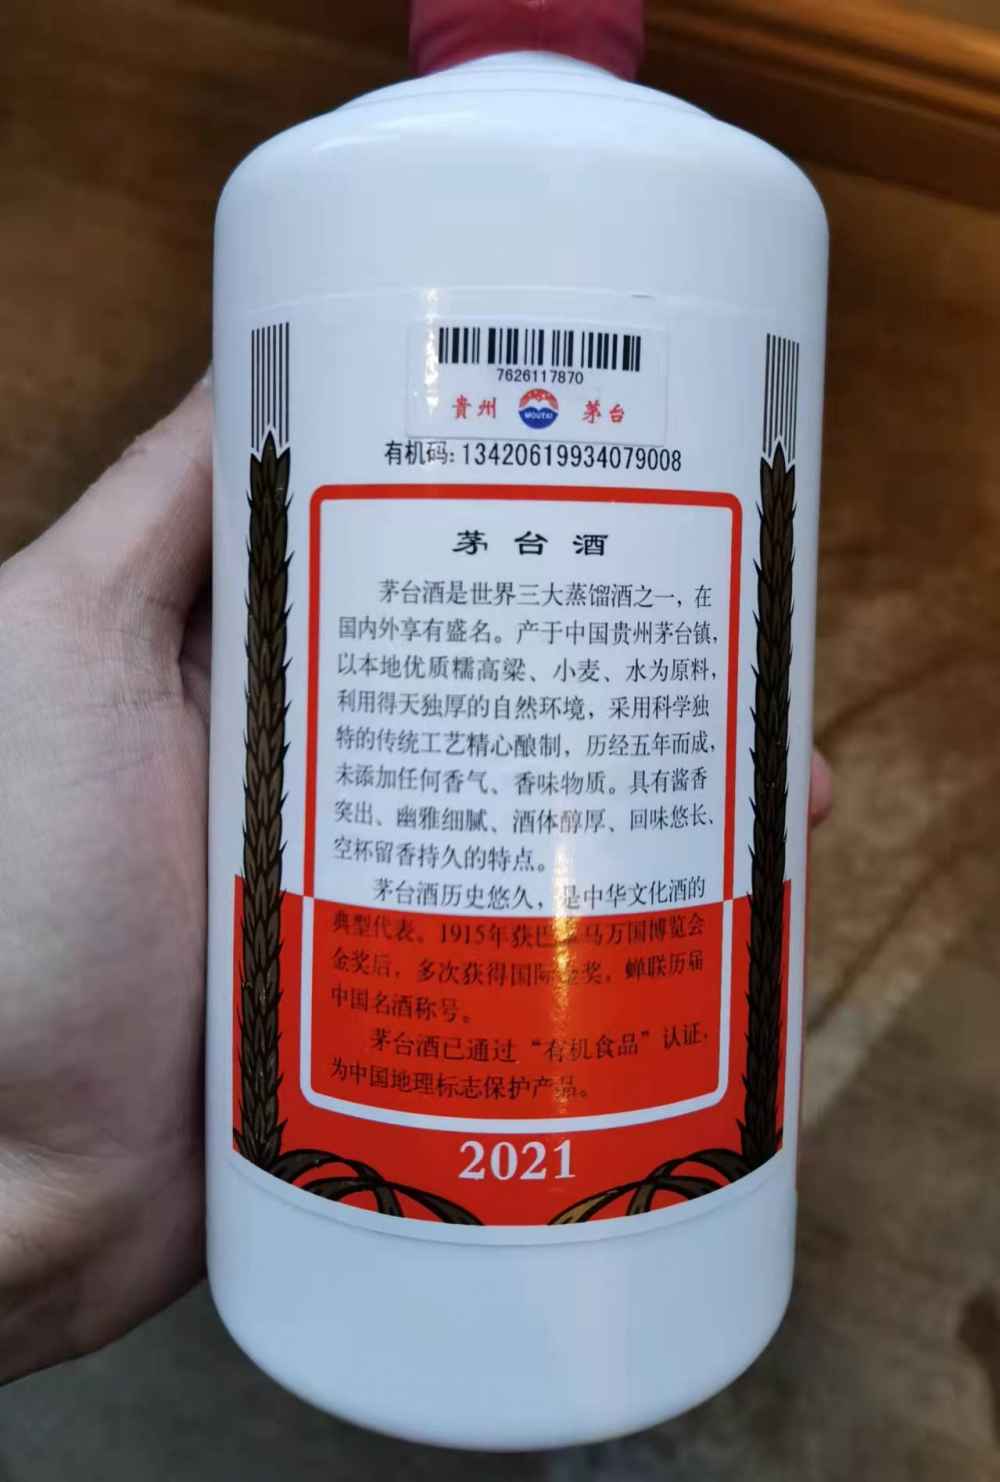 7626117870
貴州 MOUTAI 茅台
有机码:13420619934079008
茅台酒
茅台酒是世界三大蒸馏酒之一，在
国内外享有盛名。产于中国贵州茅台镇，
以本地优质糯高粱、小麦、水为原料，
利用得天独厚的自然环境，采用科学独
特的传统工艺精心酿制，历经五年而成，
未添加任何香气、香味物质。具有酱香
突出、幽雅细腻、酒体醇厚、回味悠长、
空杯留香持久的特点。
茅台酒历史悠久，是中华文化酒的
典型代表。1915年获巴拿马万国博览会
金奖后，多次获得国际金奖，蝉联历届
中国名酒称号。
茅台酒已通过“有机食品”认证，
为中国地理标志保护产品。
2021